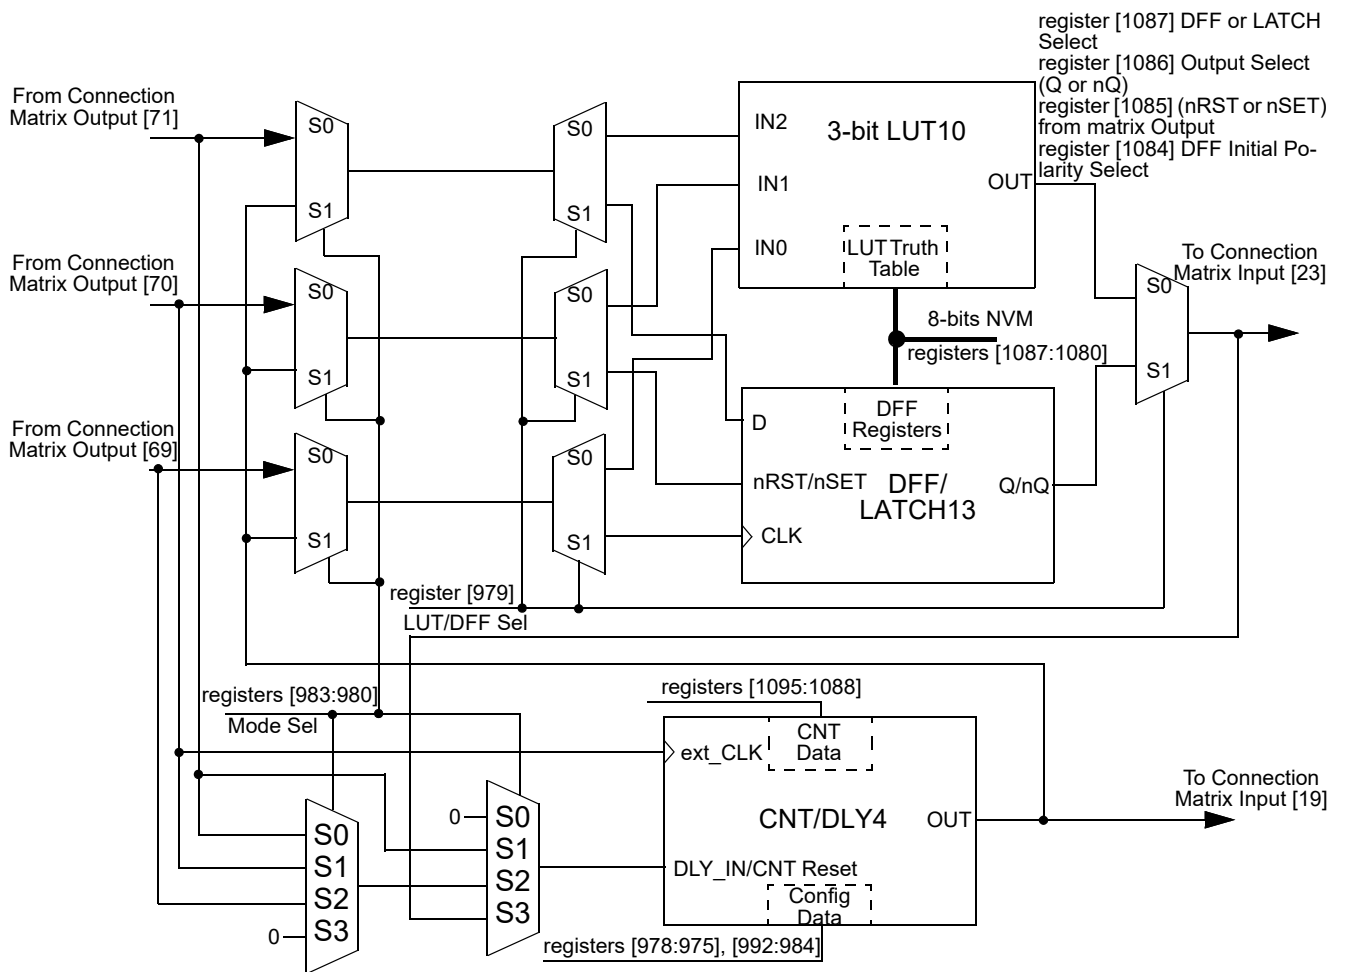 register [1087] DFF or LATCH
Select
register [1086] Output Select
(Q or nQ)
register [1085] (nRST or nSET)
from matrix Output
register [1084] DFF Initial Po-
larity Select
From Connection
Matrix Output [71]
S0
S1
S0
S1
IN2
3-bit LUT10
IN1
OUT
IN0
LUT Truth
Table
From Connection
Matrix Output [70]
S0
S1
S0
S1
To Connection
Matrix Input [23]
S0
S1
8-bits NVM
registers [1087:1080]
From Connection
Matrix Output [69]
S0
S1
S0
S1
D
DFF
Registers
nRST/nSET
DFF/
LATCH13
Q/nQ
CLK
register [979]
LUT/DFF Sel
registers [983:980]
Mode Sel
registers [1095:1088]
CNT
Data
ext_CLK
CNT/DLY4
OUT
To Connection
Matrix Input [19]
DLY_IN/CNT Reset
Config
Data
0
S0
S1
S2
S3
S0
S1
S2
S3
0
registers [978:975], [992:984]